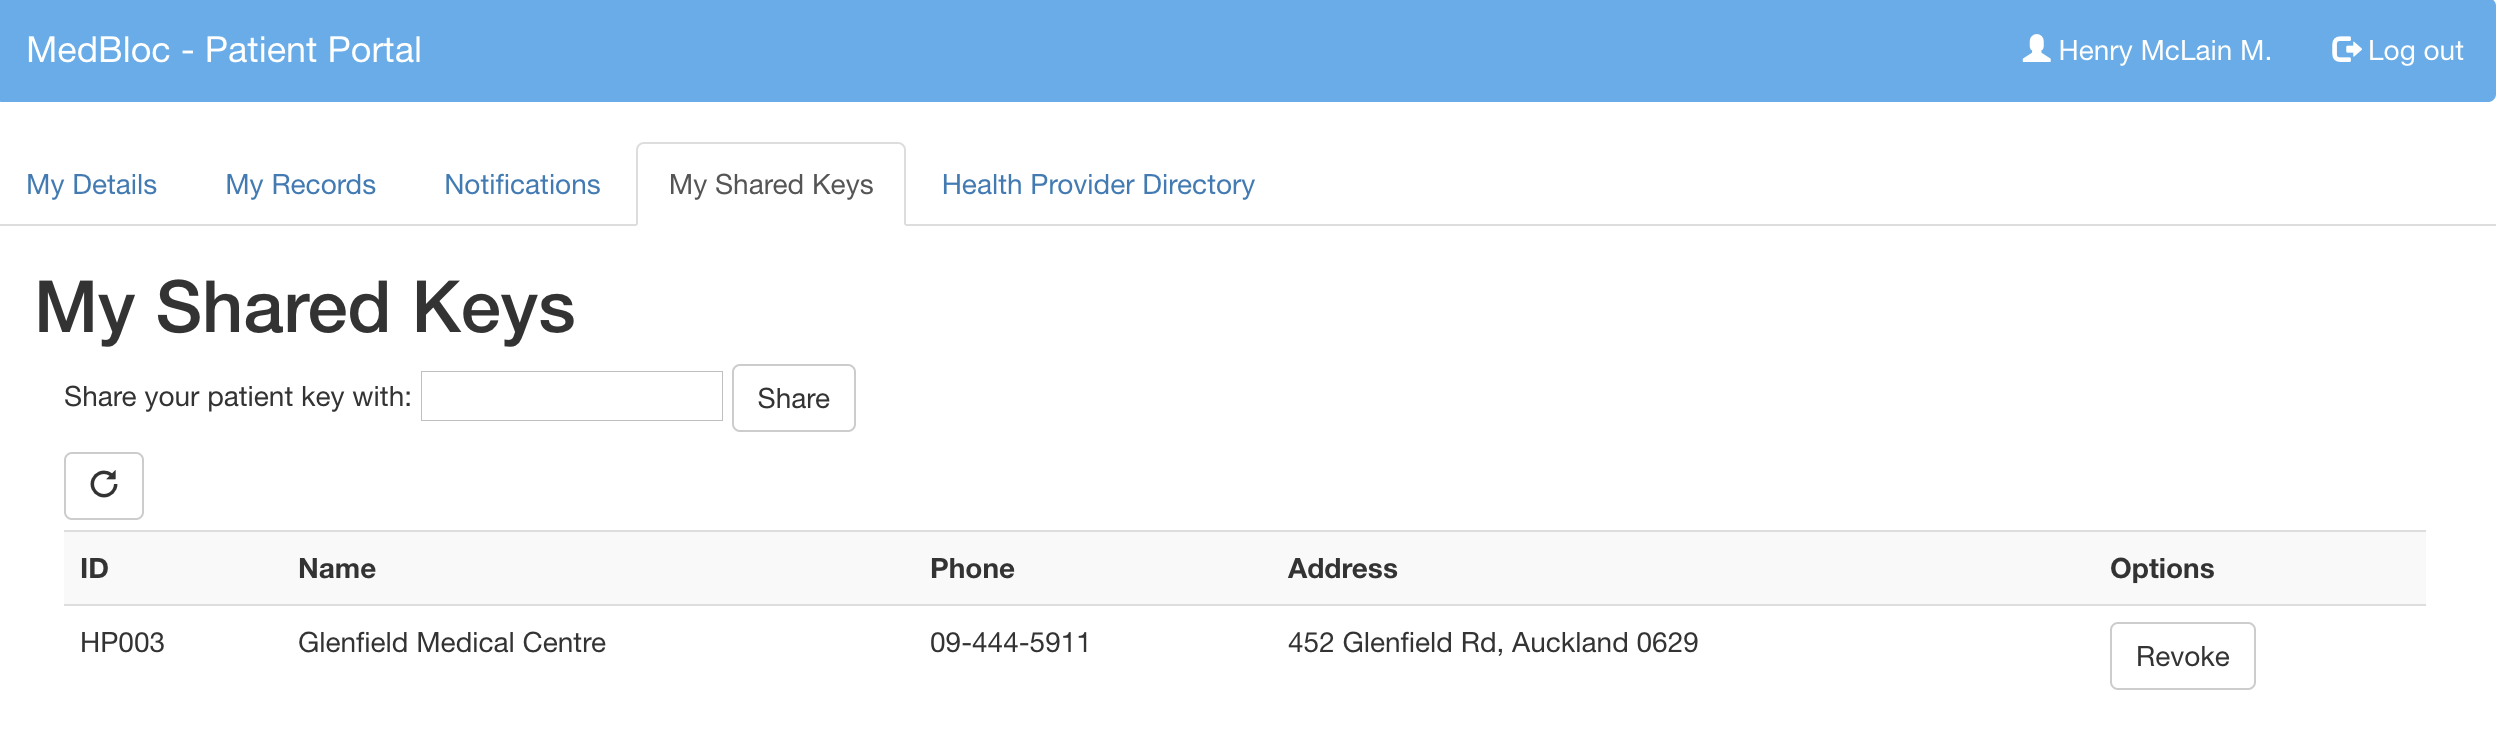 MedBloc - Patient Portal Henry McLain M. Log out
My Details My Records Notifications My Shared Keys Health Provider Directory
My Shared Keys
Share your patient key with: Share
ID Name Phone Address Options
HP003 Glenfield Medical Centre 09-444-5911 452 Glenfield Rd, Auckland 0629 Revoke